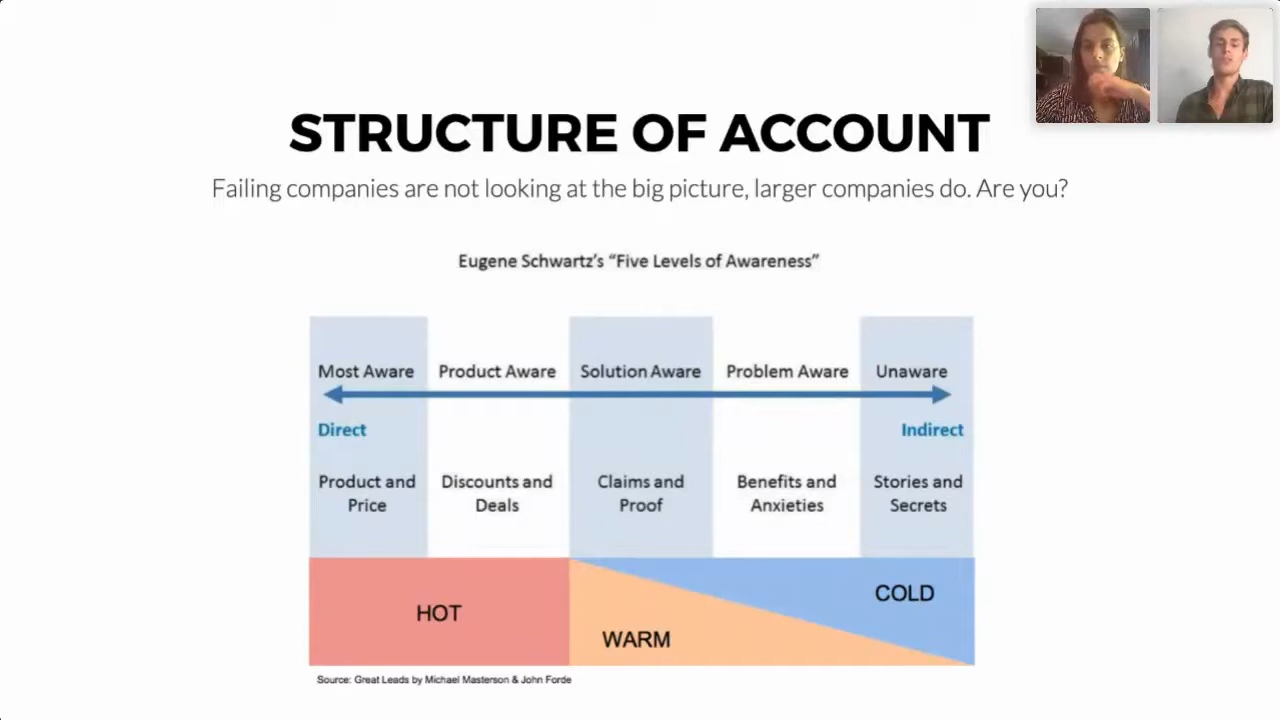 STRUCTURE OF ACCOUNT
Failing companies are not looking at the big picture, larger companies do. Are you?
Eugene Schwartz's “Five Levels of Awareness”
Most Aware
Product Aware
Solution Aware
Problem Aware
Unaware
Direct
Indirect
Product and
Price
Discounts and
Deals
Claims and
Proof
Benefits and
Anxieties
Stories and
Secrets
HOT
WARM
COLD
Source: Great Leads by Michael Masterson & John Forde